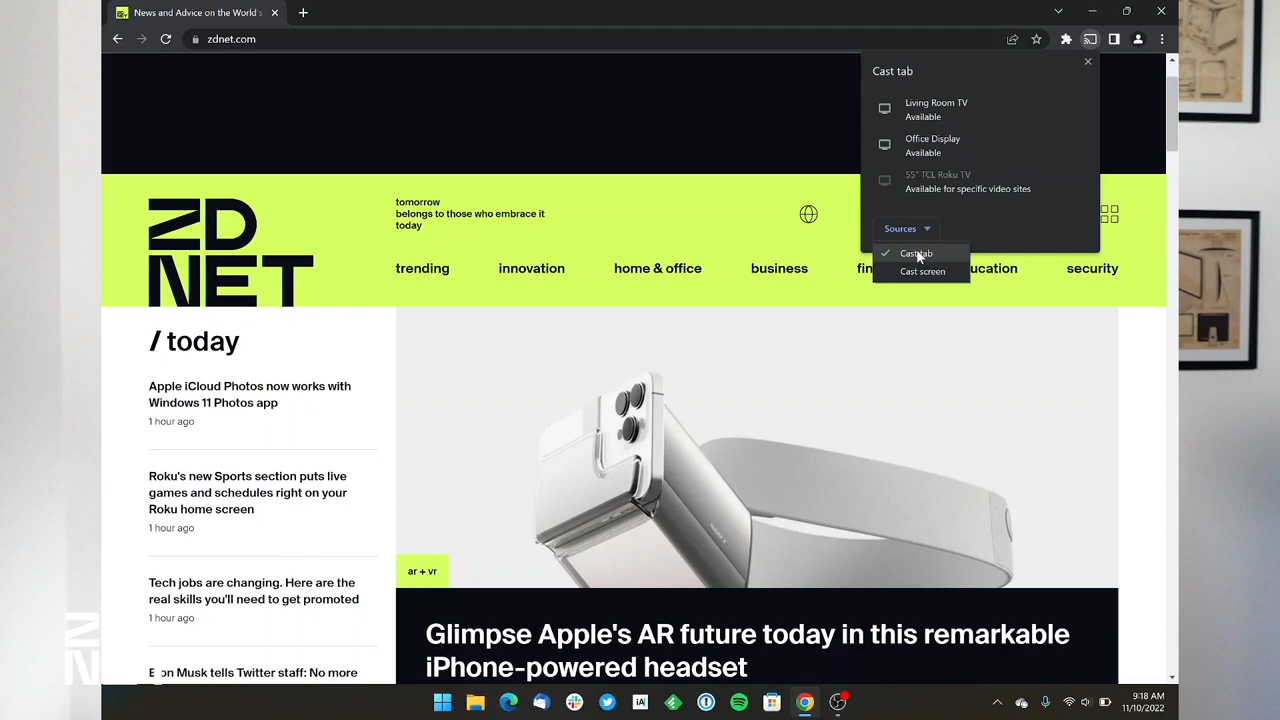 News and Advice on the World's
zdnet.com
Cast tab
Living Room TV
Available
Office Display
Available
55" TCL Roku TV
Available for specific video sites
Sources
Cast tab
Cast screen
ZD
NET
tomorrow
belongs to those who embrace it
today
trending
innovation
home & office
business
fin
ucation
security
/ today
Apple iCloud Photos now works with
Windows 11 Photos app
1 hour ago
Roku's new Sports section puts live
games and schedules right on your
Roku home screen
1 hour ago
Tech jobs are changing. Here are the
real skills you'll need to get promoted
1 hour ago
E on Musk tells Twitter staff: No more
ar + vr
Glimpse Apple's AR future today in this remarkable
iPhone-powered headset
iA
9:18 AM
11/10/2022
ZD
N